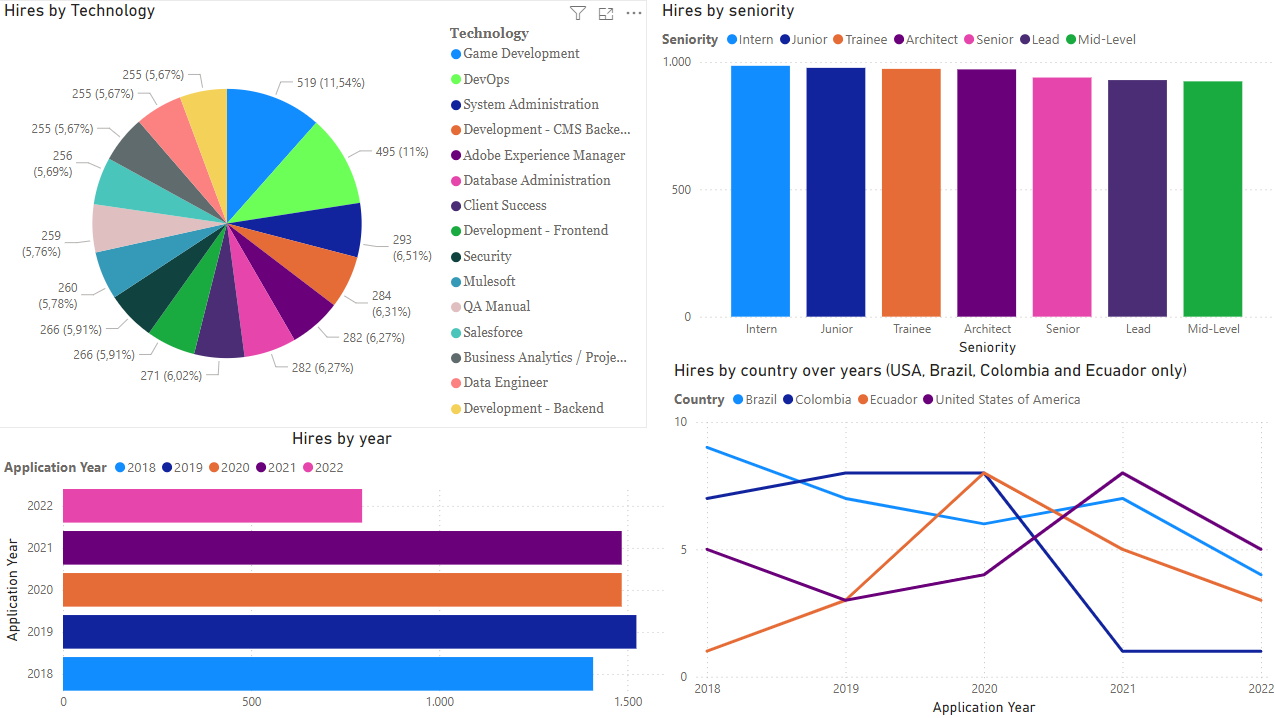 Hires by Technology
Technology
Game Development
DevOps
System Administration
Development - CMS Backe...
Adobe Experience Manager
Database Administration
Client Success
Development - Frontend
Security
Mulesoft
QA Manual
Salesforce
Business Analytics / Proje...
Data Engineer
Development - Backend
519 (11,54%)
495 (11%)
293
(6,51%)
284
(6,31%)
282 (6,27%)
282 (6,27%)
271 (6,02%)
266 (5,91%)
266 (5,91%)
260
(5,78%)
259
(5,76%)
256
(5,69%)
255 (5,67%)
255 (5,67%)
255 (5,67%)
Hires by seniority
Seniority Intern Junior Trainee Architect Senior Lead Mid-Level
1.000
500
0
Intern Junior Trainee Architect Senior Lead Mid-Level
Seniority
Hires by year
Application Year 2018 2019 2020 2021 2022
Application Year
2022
2021
2020
2019
2018
0 500 1.000 1.500
Hires by country over years (USA, Brazil, Colombia and Ecuador only)
Country Brazil Colombia Ecuador United States of America
10
5
0
2018 2019 2020 2021 2022
Application Year